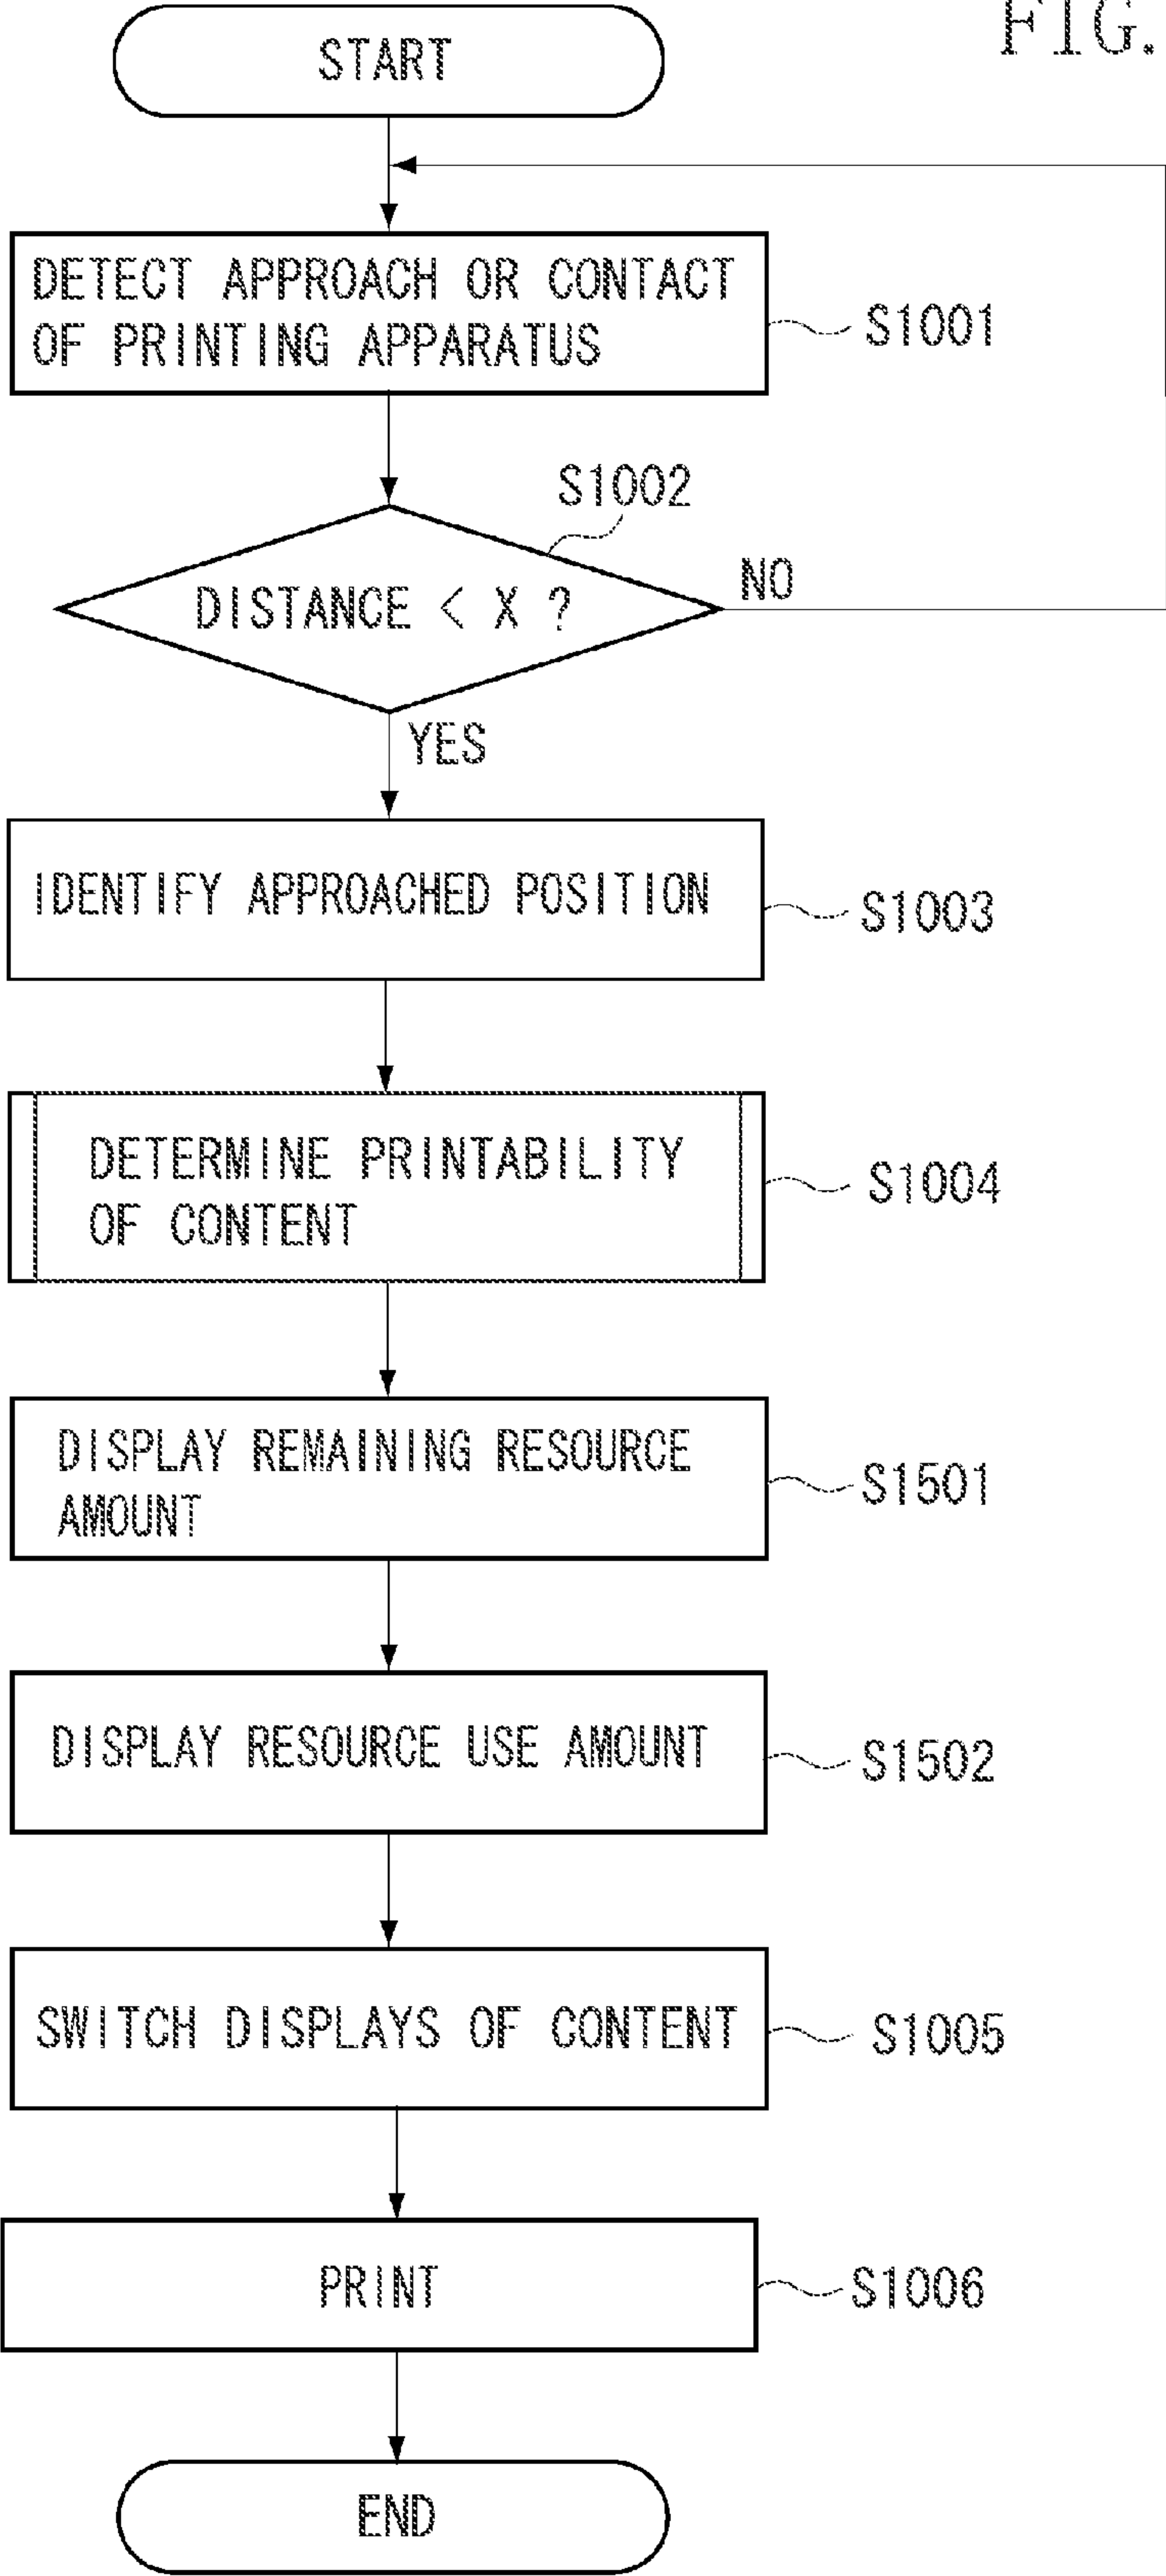 FIG.
START
DETECT APPROACH OR CONTACT
OF PRINTING APPARATUS
S1001
S1002
DISTANCE < X ?
NO
YES
IDENTIFY APPROACHED POSITION
S1003
DETERMINE PRINTABILITY
OF CONTENT
S1004
DISPLAY REMAINING RESOURCE
AMOUNT
S1501
DISPLAY RESOURCE USE AMOUNT
S1502
SWITCH DISPLAYS OF CONTENT
S1005
PRINT
S1006
END